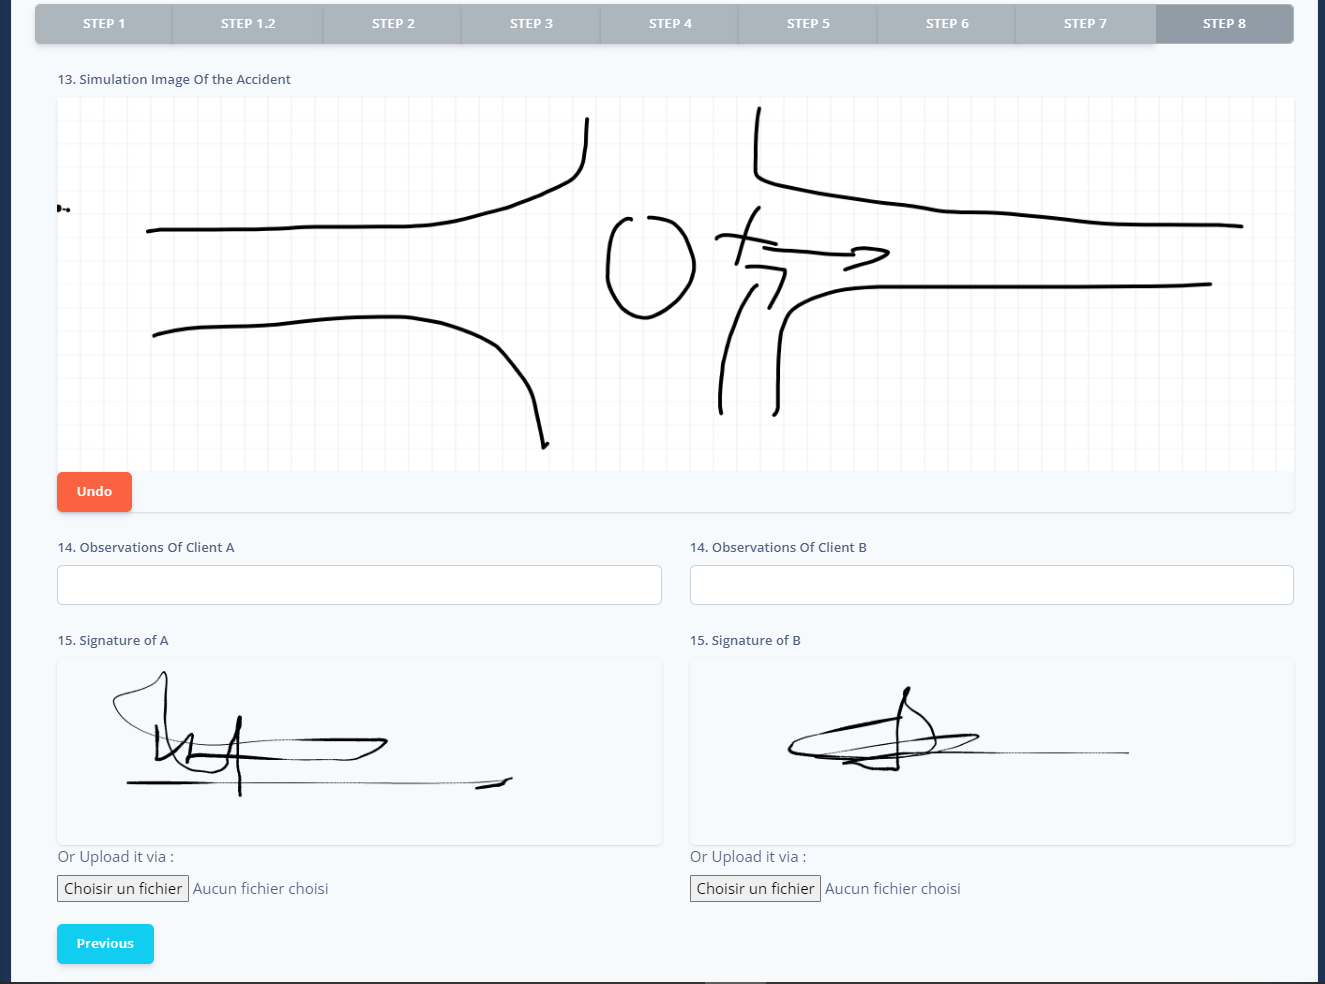 STEP 1 STEP 1.2 STEP 2 STEP 3 STEP 4 STEP 5 STEP 6 STEP 7 STEP 8
13. Simulation Image Of the Accident
Undo
14. Observations Of Client A 14. Observations Of Client B
15. Signature of A 15. Signature of B
Or Upload it via : Or Upload it via :
Choisir un fichier Aucun fichier choisi Choisir un fichier Aucun fichier choisi
Previous